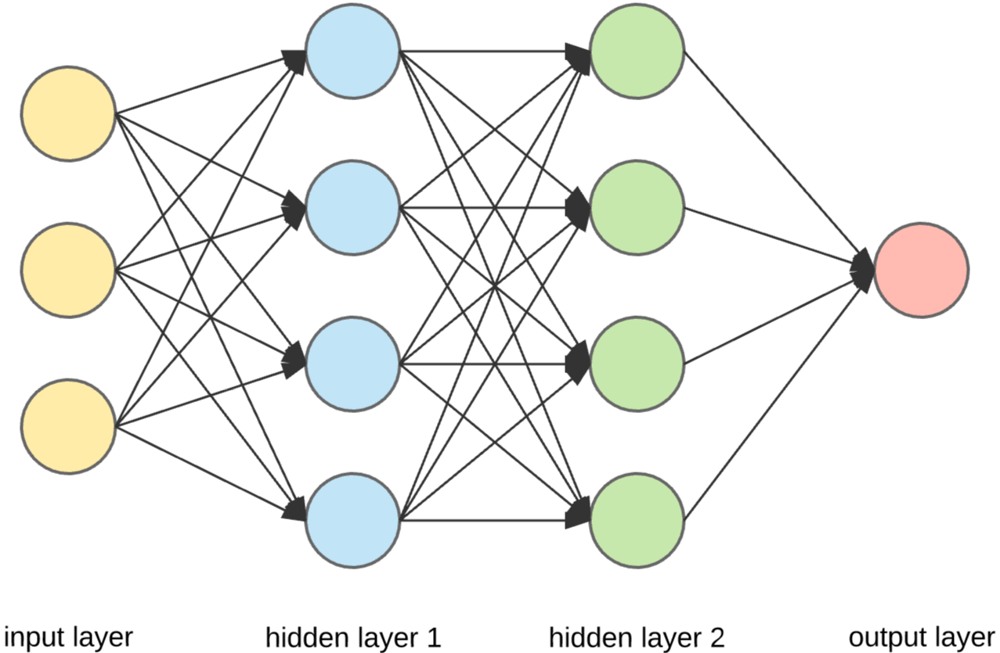 input layer
hidden layer 1
hidden layer 2
output layer